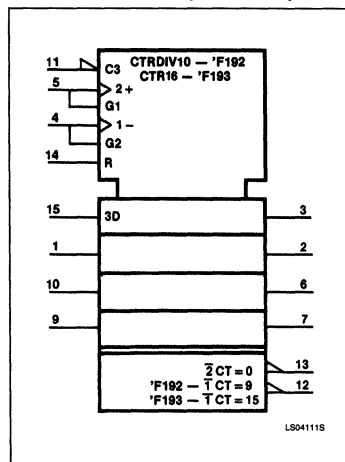 CTRDIV10 — 'F192
CTR16 — 'F193
11 C3
5 2+
G1
4 1−
G2
14 R
15 3D 3
1 2
10 6
9 7
2̅ CT = 0 13
'F192 — 1̅ CT = 9 12
'F193 — 1̅ CT = 15
LS04111S